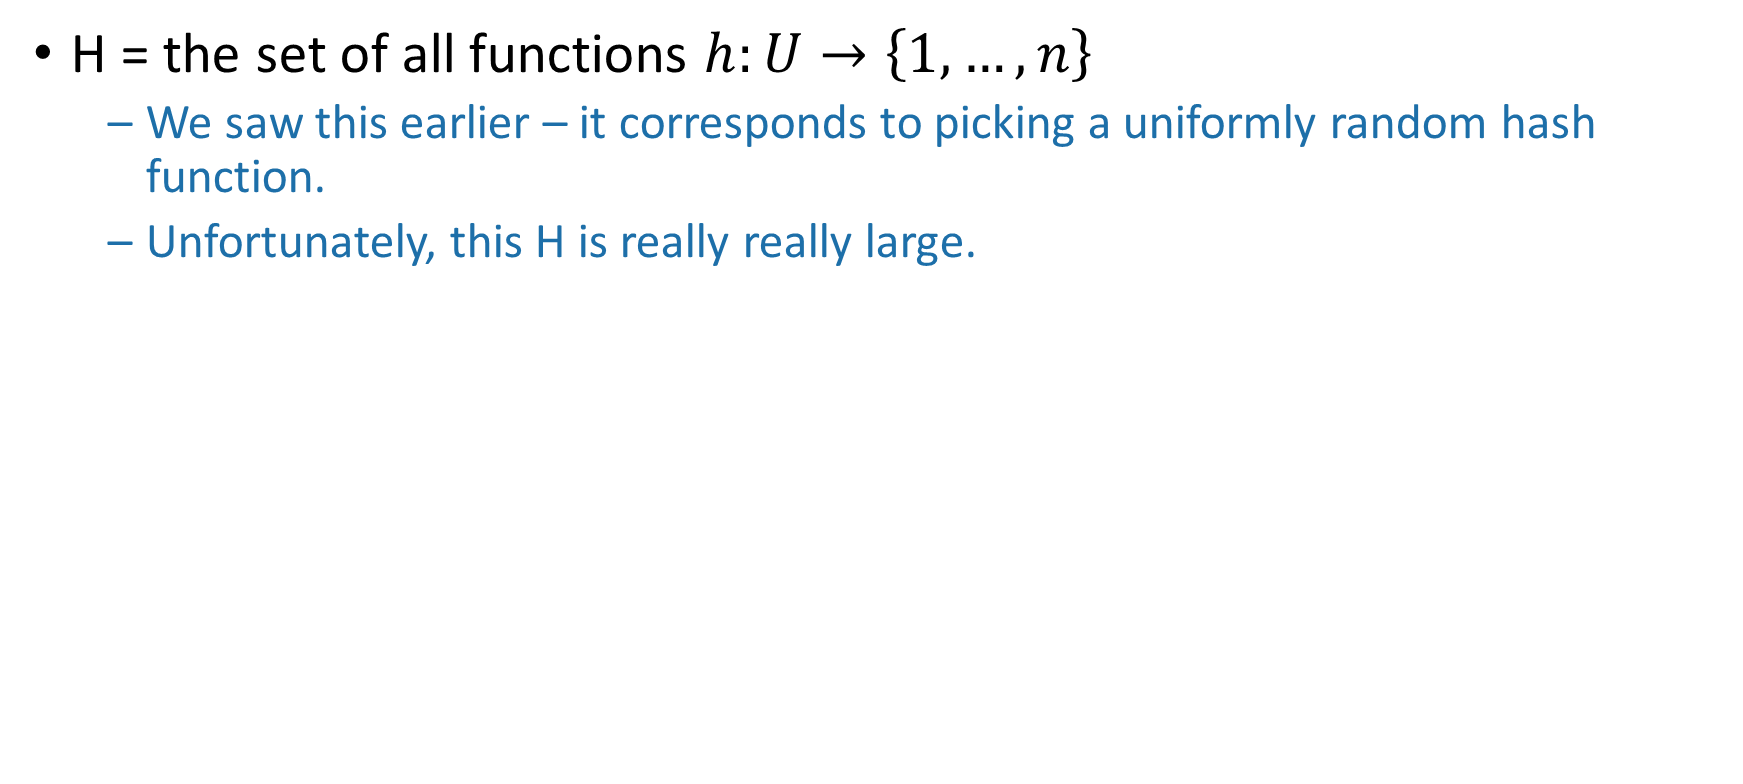 • H = the set of all functions ℎ: 𝑈 → {1, … , 𝑛}
– We saw this earlier – it corresponds to picking a uniformly random hash
function.
– Unfortunately, this H is really really large.